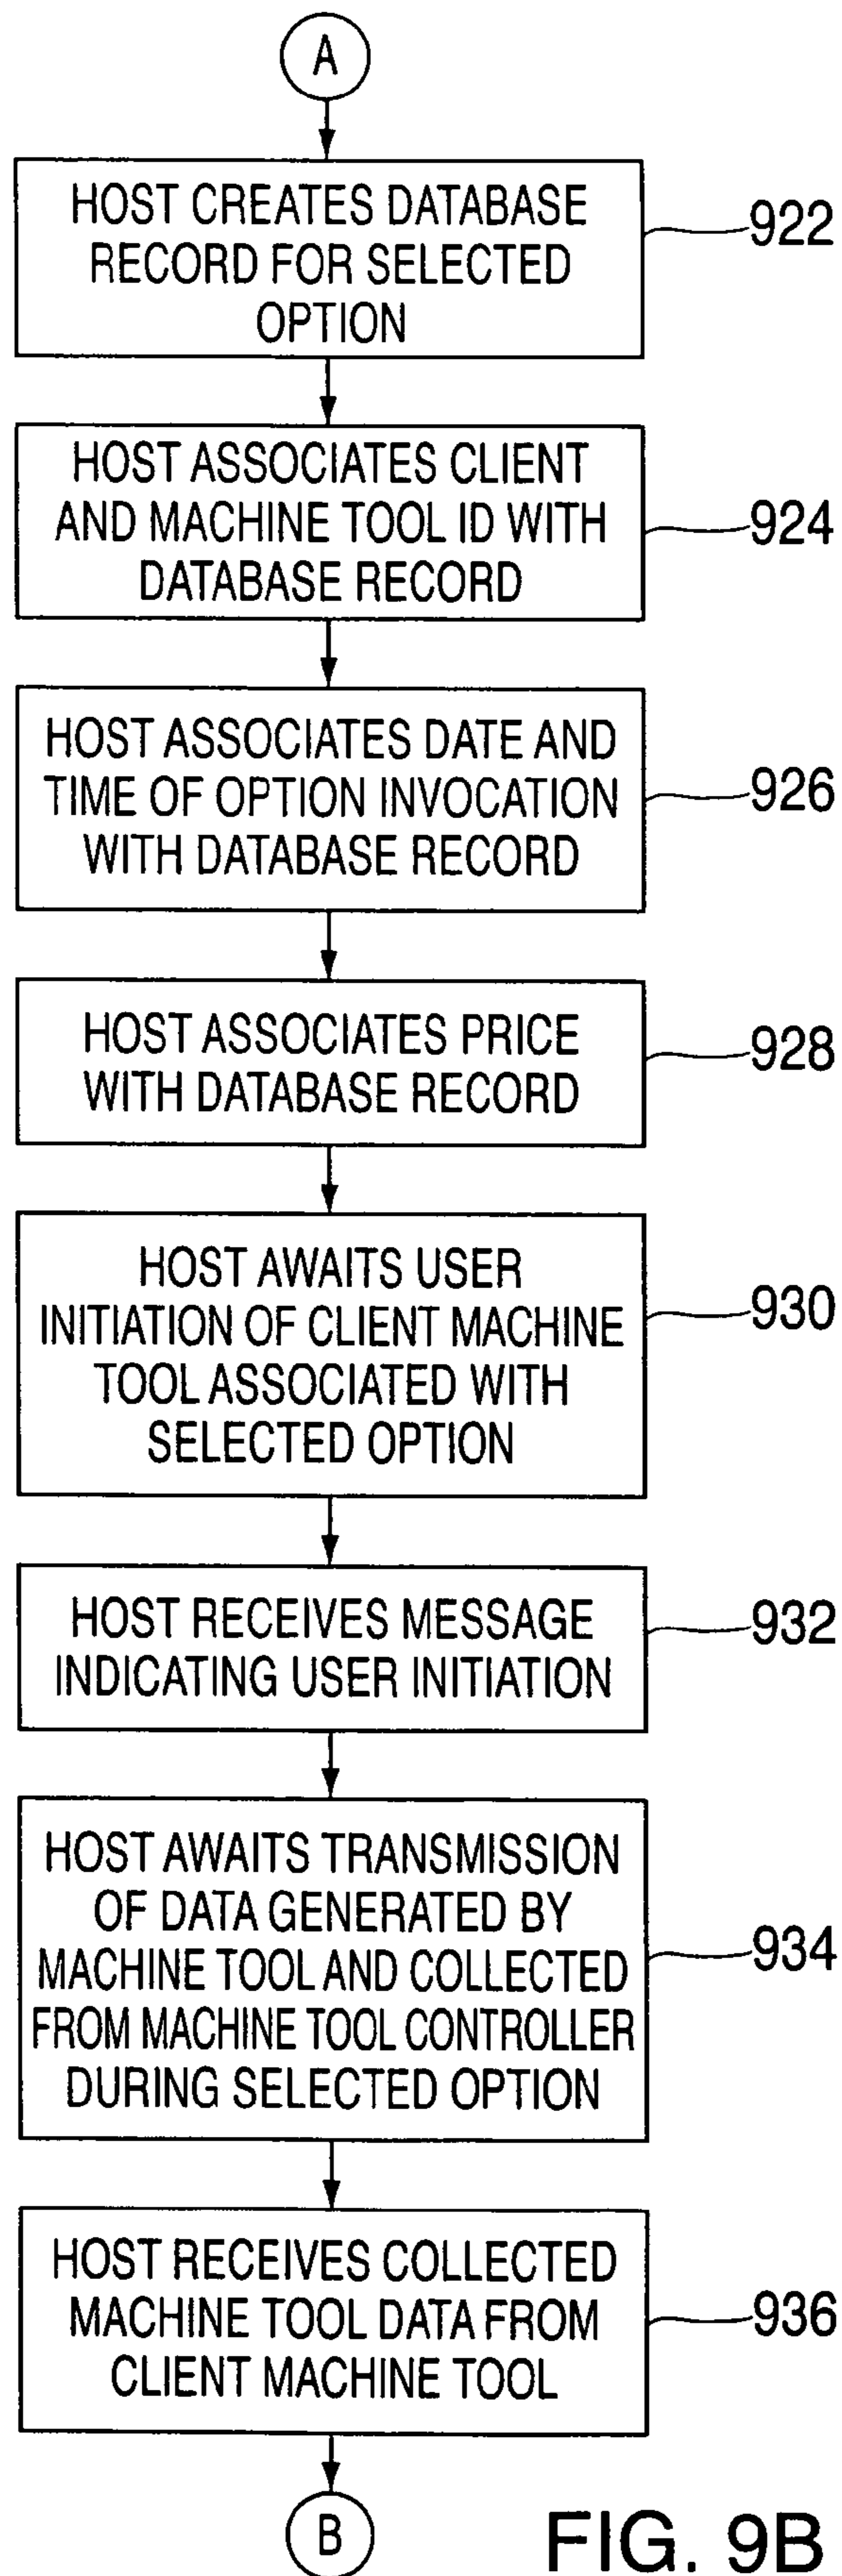 A
HOST CREATES DATABASE
RECORD FOR SELECTED
OPTION
922
HOST ASSOCIATES CLIENT
AND MACHINE TOOL ID WITH
DATABASE RECORD
924
HOST ASSOCIATES DATE AND
TIME OF OPTION INVOCATION
WITH DATABASE RECORD
926
HOST ASSOCIATES PRICE
WITH DATABASE RECORD
928
HOST AWAITS USER
INITIATION OF CLIENT MACHINE
TOOL ASSOCIATED WITH
SELECTED OPTION
930
HOST RECEIVES MESSAGE
INDICATING USER INITIATION
932
HOST AWAITS TRANSMISSION
OF DATA GENERATED BY
MACHINE TOOL AND COLLECTED
FROM MACHINE TOOL CONTROLLER
DURING SELECTED OPTION
934
HOST RECEIVES COLLECTED
MACHINE TOOL DATA FROM
CLIENT MACHINE TOOL
936
B
FIG. 9B